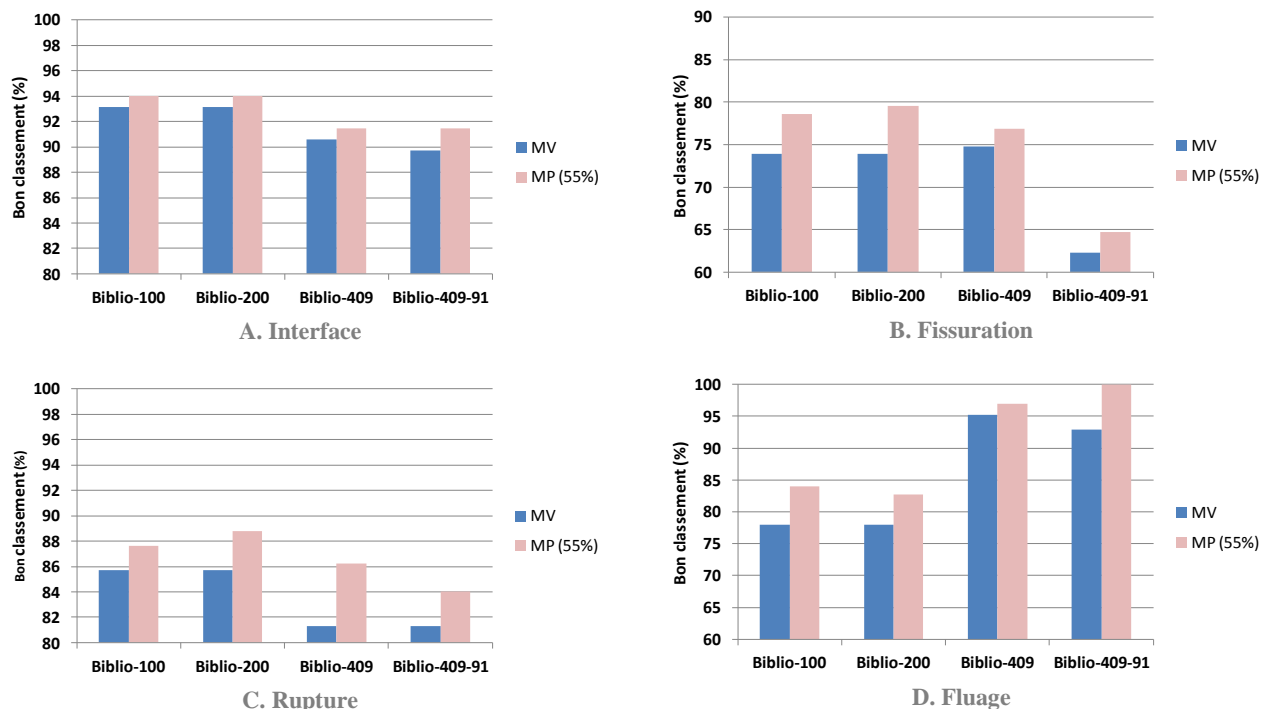 100
98
96
94
92
90
88
86
84
82
80
Bon classement (%)
Biblio-100 Biblio-200 Biblio-409 Biblio-409-91
MV
MP (55%)
A. Interface
90
85
80
75
70
65
60
Bon classement (%)
Biblio-100 Biblio-200 Biblio-409 Biblio-409-91
MV
MP (55%)
B. Fissuration
100
98
96
94
92
90
88
86
84
82
80
Bon classement (%)
Biblio-100 Biblio-200 Biblio-409 Biblio-409-91
MV
MP (55%)
C. Rupture
100
95
90
85
80
75
70
65
60
Bon classement (%)
Biblio-100 Biblio-200 Biblio-409 Biblio-409-91
MV
MP (55%)
D. Fluage